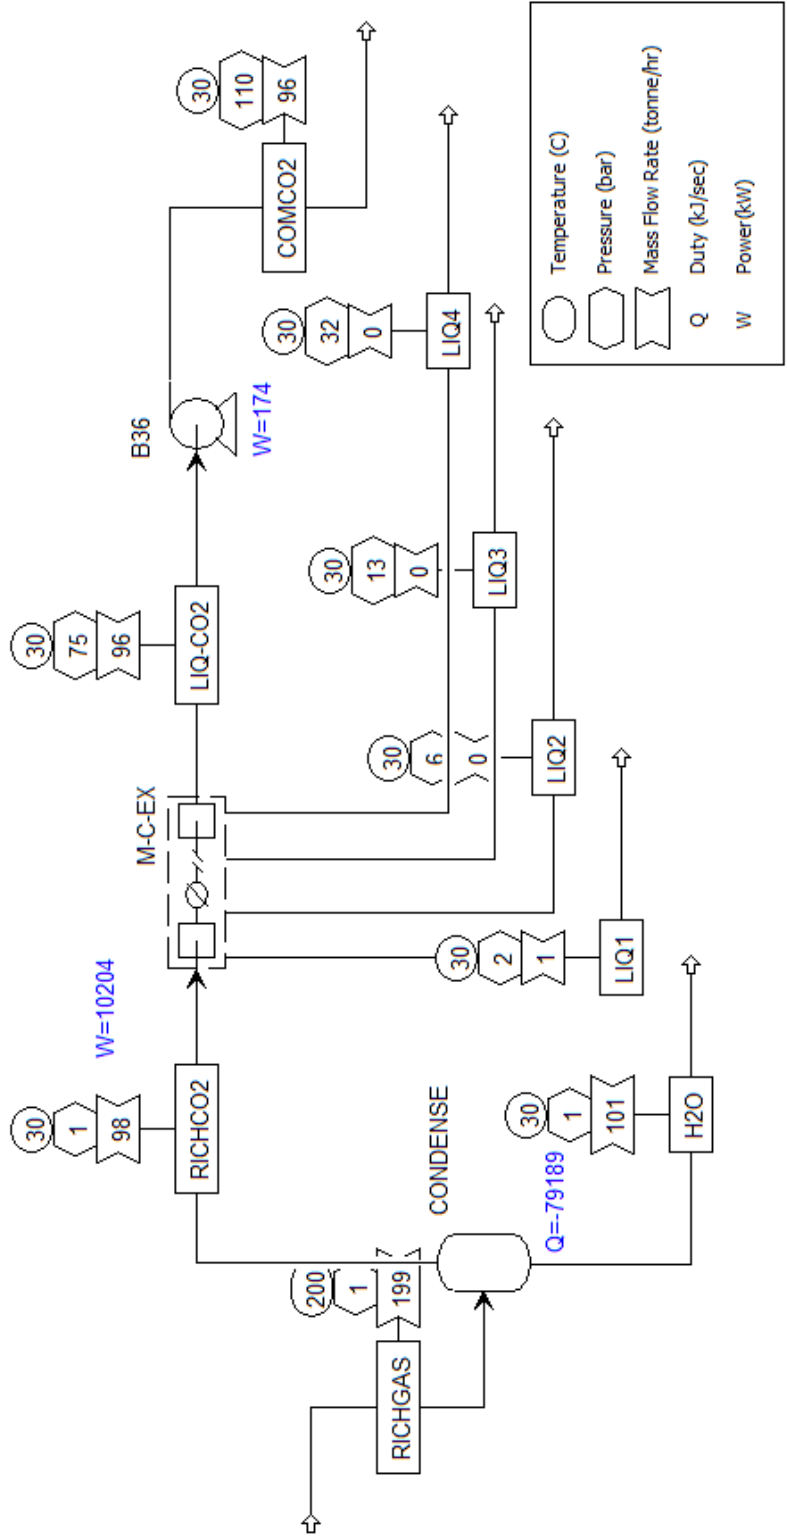 RICHGAS
200
1
199
CONDENSE
Q=-79189
RICHCO2
30
1
98
H2O
30
1
101
W=10204
M-C-EX
LIQ1
30
2
1
LIQ2
30
6
0
LIQ3
30
13
0
LIQ4
30
32
0
LIQ-CO2
30
75
96
B36
W=174
COMCO2
30
110
96
Temperature (C)
Pressure (bar)
Mass Flow Rate (tonne/hr)
Q Duty (kJ/sec)
W Power(kW)